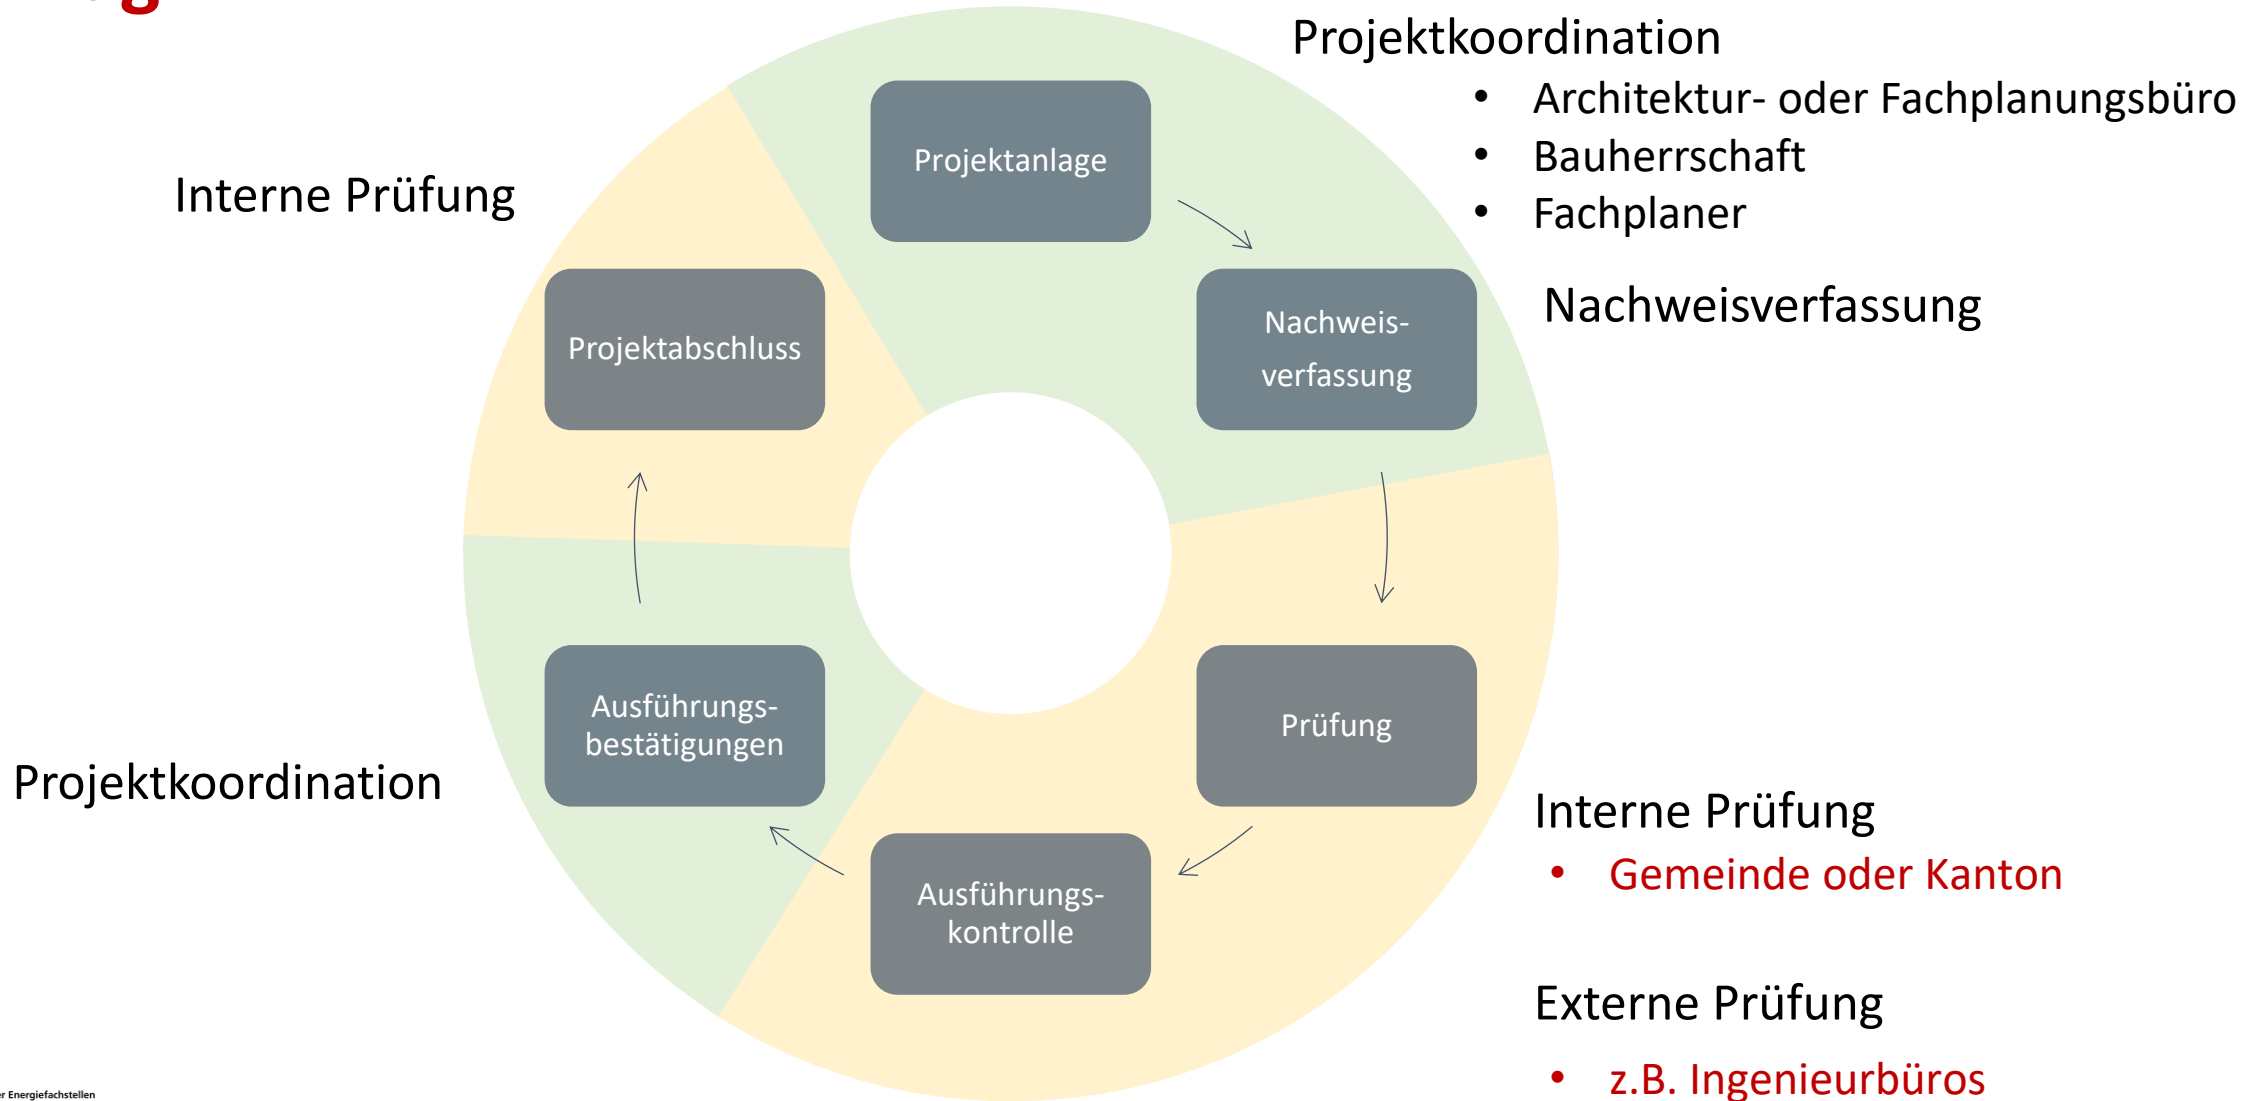 Projektkoordination
• Architektur- oder Fachplanungsbüro
• Bauherrschaft
• Fachplaner
Nachweisverfassung
Interne Prüfung
Projektanlage
Nachweis-
verfassung
Projektabschluss
Prüfung
Ausführungs-
bestätigungen
Ausführungs-
kontrolle
Projektkoordination
Interne Prüfung
• Gemeinde oder Kanton
Externe Prüfung
• z.B. Ingenieurbüros
Energiefachstellen